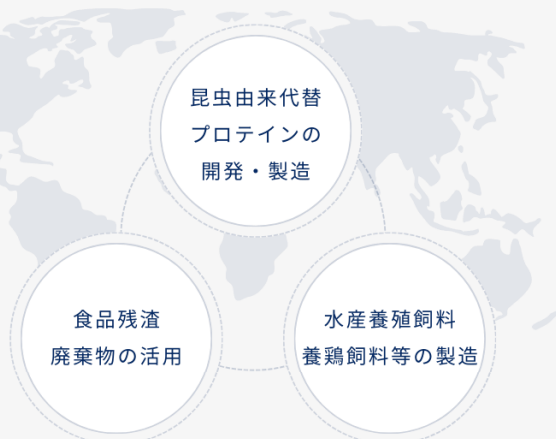 昆虫由来代替
プロテインの
開発・製造
食品残渣
廃棄物の活用
水産養殖飼料
養鶏飼料等の製造